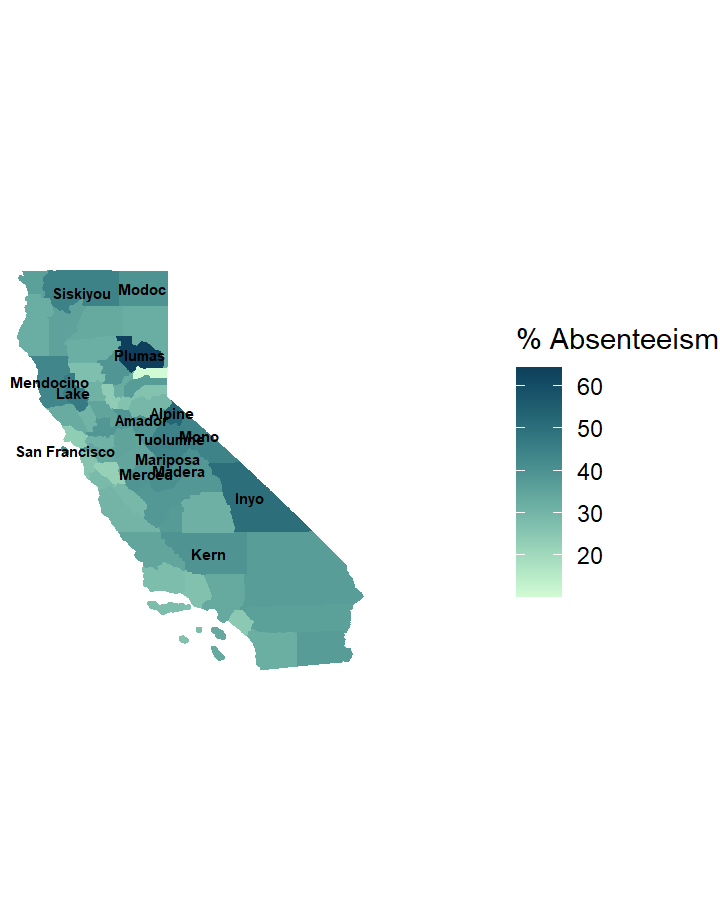 Siskiyou
Modoc
Plumas
Mendocino
Lake
Alpine
Amador
Tuolumne
Mono
San Francisco
Mariposa
Madera
Merced
Inyo
Kern
% Absenteeism
60
50
40
30
20